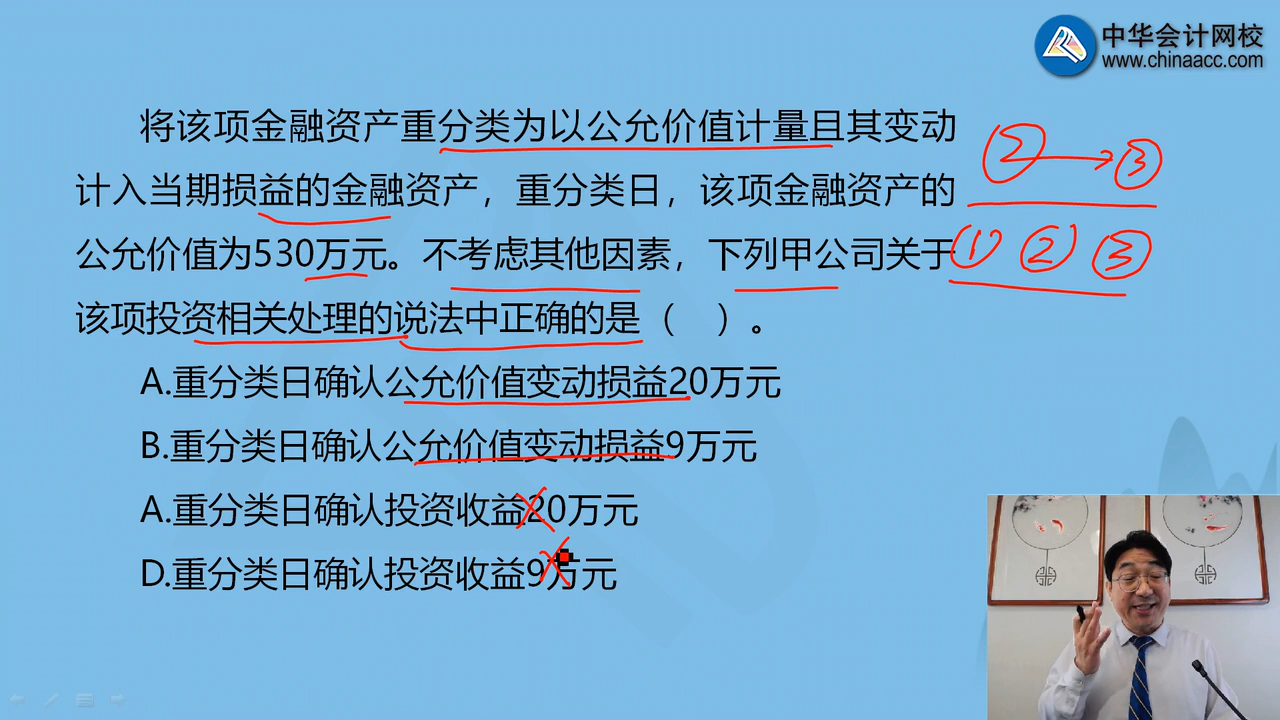 中华会计网校
www.chinaacc.com
将该项金融资产重分类为以公允价值计量且其变动
② → ③
计入当期损益的金融资产，重分类日，该项金融资产的
公允价值为530万元。不考虑其他因素，下列甲公司关于
① ② ③
该项投资相关处理的说法中正确的是（　）。
A.重分类日确认公允价值变动损益20万元
B.重分类日确认公允价值变动损益9万元
A.重分类日确认投资收益20万元
D.重分类日确认投资收益9万元